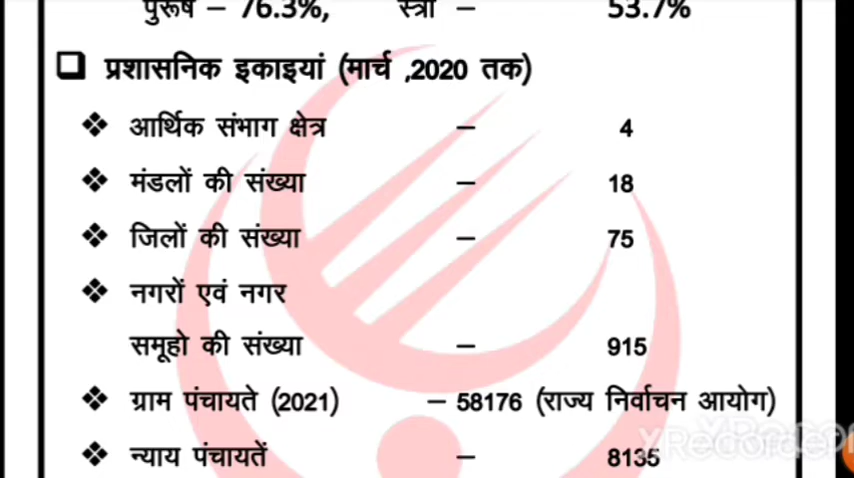 पुरूष – 76.3%, स्त्री – 53.7%
❑ प्रशासनिक इकाइयां (मार्च ,2020 तक)
❖ आर्थिक संभाग क्षेत्र – 4
❖ मंडलों की संख्या – 18
❖ जिलों की संख्या – 75
❖ नगरों एवं नगर
समूहो की संख्या – 915
❖ ग्राम पंचायते (2021) – 58176 (राज्य निर्वाचन आयोग)
❖ न्याय पंचायतें – 8135
XRecorder